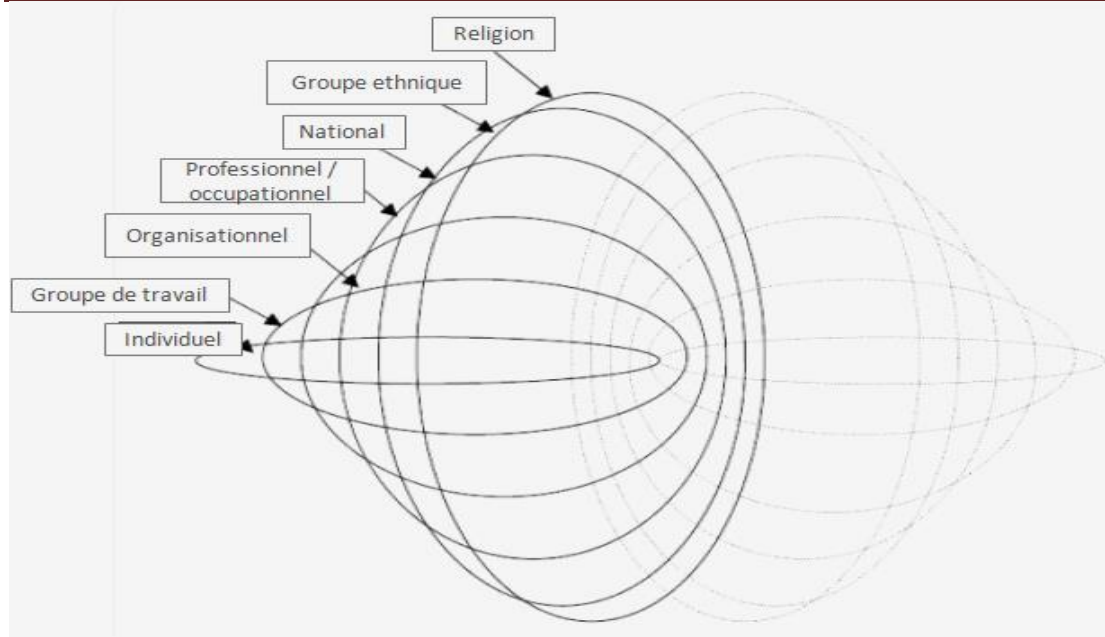 Religion
Groupe ethnique
National
Professionnel /
occupationnel
Organisationnel
Groupe de travail
Individuel